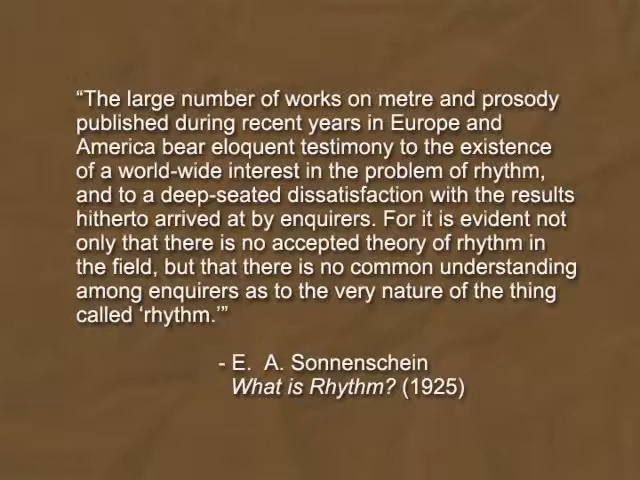 “The large number of works on metre and prosody
published during recent years in Europe and
America bear eloquent testimony to the existence
of a world-wide interest in the problem of rhythm,
and to a deep-seated dissatisfaction with the results
hitherto arrived at by enquirers. For it is evident not
only that there is no accepted theory of rhythm in
the field, but that there is no common understanding
among enquirers as to the very nature of the thing
called ‘rhythm.’”
- E. A. Sonnenschein
What is Rhythm? (1925)